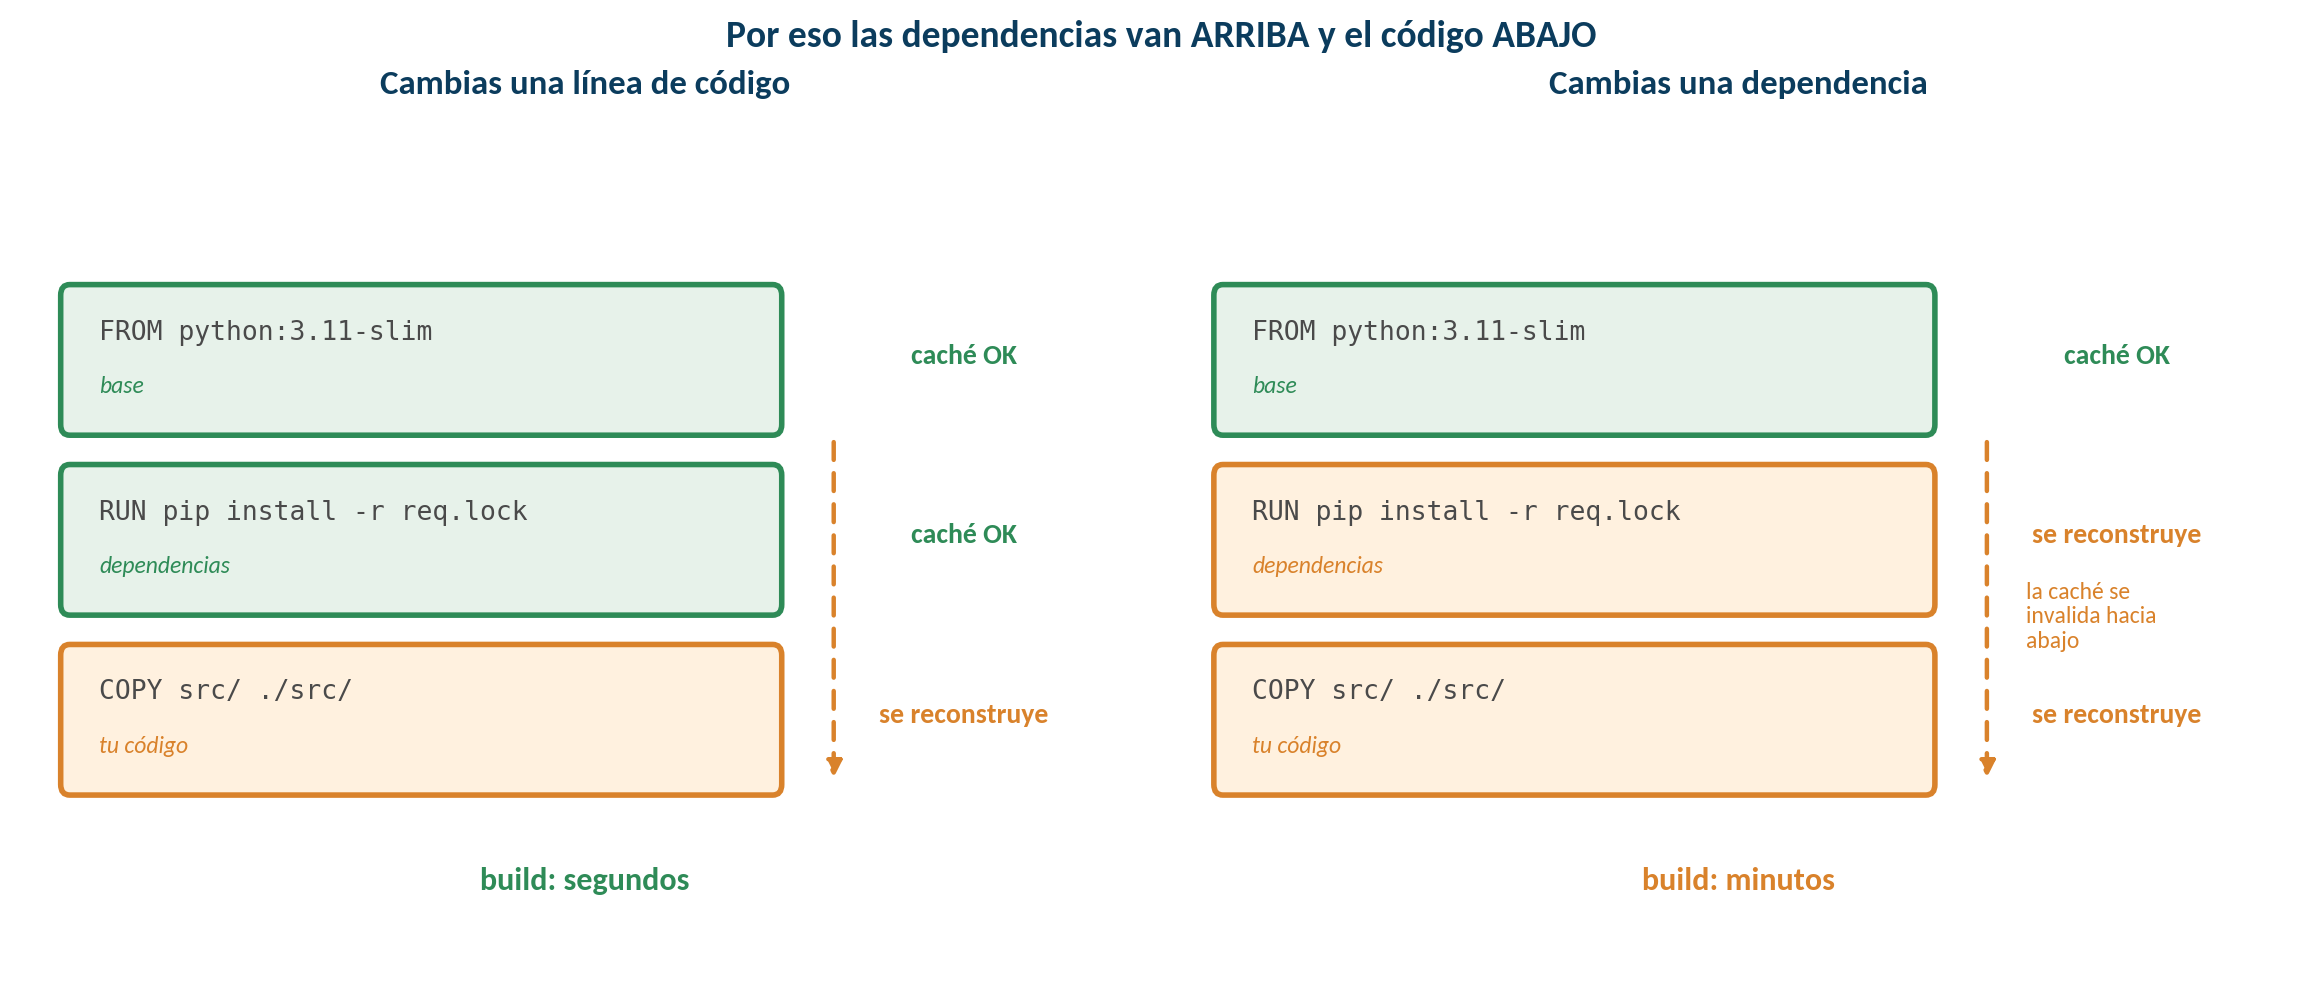 Por eso las dependencias van ARRIBA y el código ABAJO
Cambias una línea de código
FROM python:3.11-slim
base
caché OK
RUN pip install -r req.lock
dependencias
caché OK
COPY src/ ./src/
tu código
se reconstruye
build: segundos
Cambias una dependencia
FROM python:3.11-slim
base
caché OK
RUN pip install -r req.lock
dependencias
se reconstruye
la caché se
invalida hacia
abajo
COPY src/ ./src/
tu código
se reconstruye
build: minutos